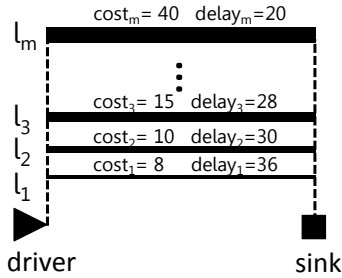 l_m cost_m= 40 delay_m= 20
l_3 cost_3= 15 delay_3= 28
l_2 cost_2= 10 delay_2= 30
l_1 cost_1= 8 delay_1= 36
driver sink